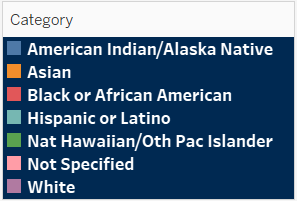 Category
American Indian/Alaska Native
Asian
Black or African American
Hispanic or Latino
Nat Hawaiian/Oth Pac Islander
Not Specified
White